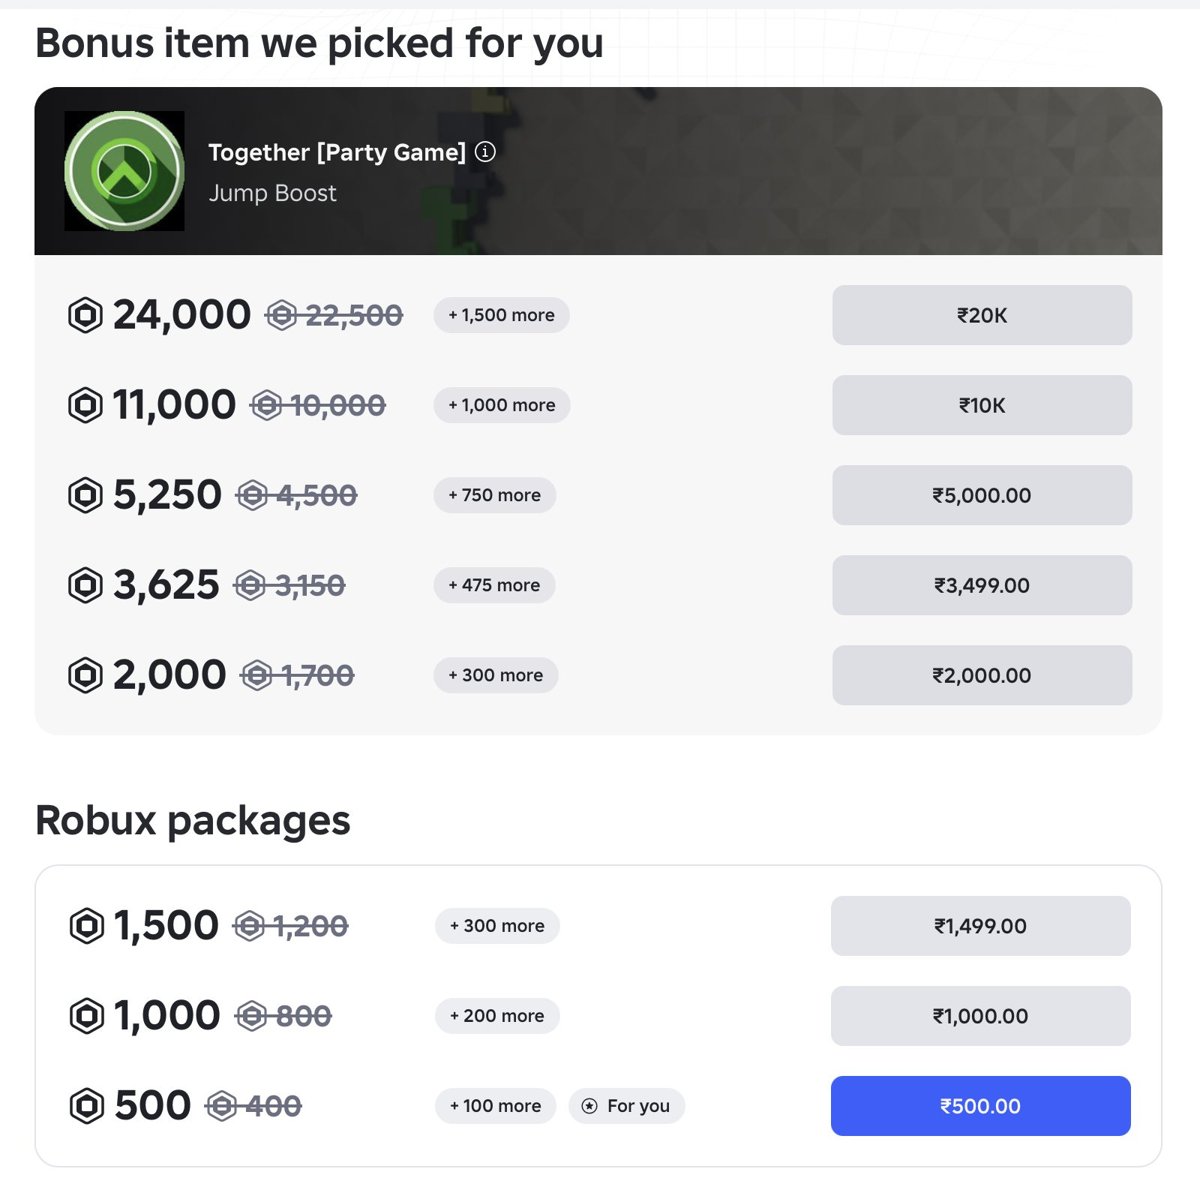 Bonus item we picked for you
Together [Party Game]
Jump Boost
24,000 22,500 + 1,500 more ₹20K
11,000 10,000 + 1,000 more ₹10K
5,250 4,500 + 750 more ₹5,000.00
3,625 3,150 + 475 more ₹3,499.00
2,000 1,700 + 300 more ₹2,000.00
Robux packages
1,500 1,200 + 300 more ₹1,499.00
1,000 800 + 200 more ₹1,000.00
500 400 + 100 more For you ₹500.00